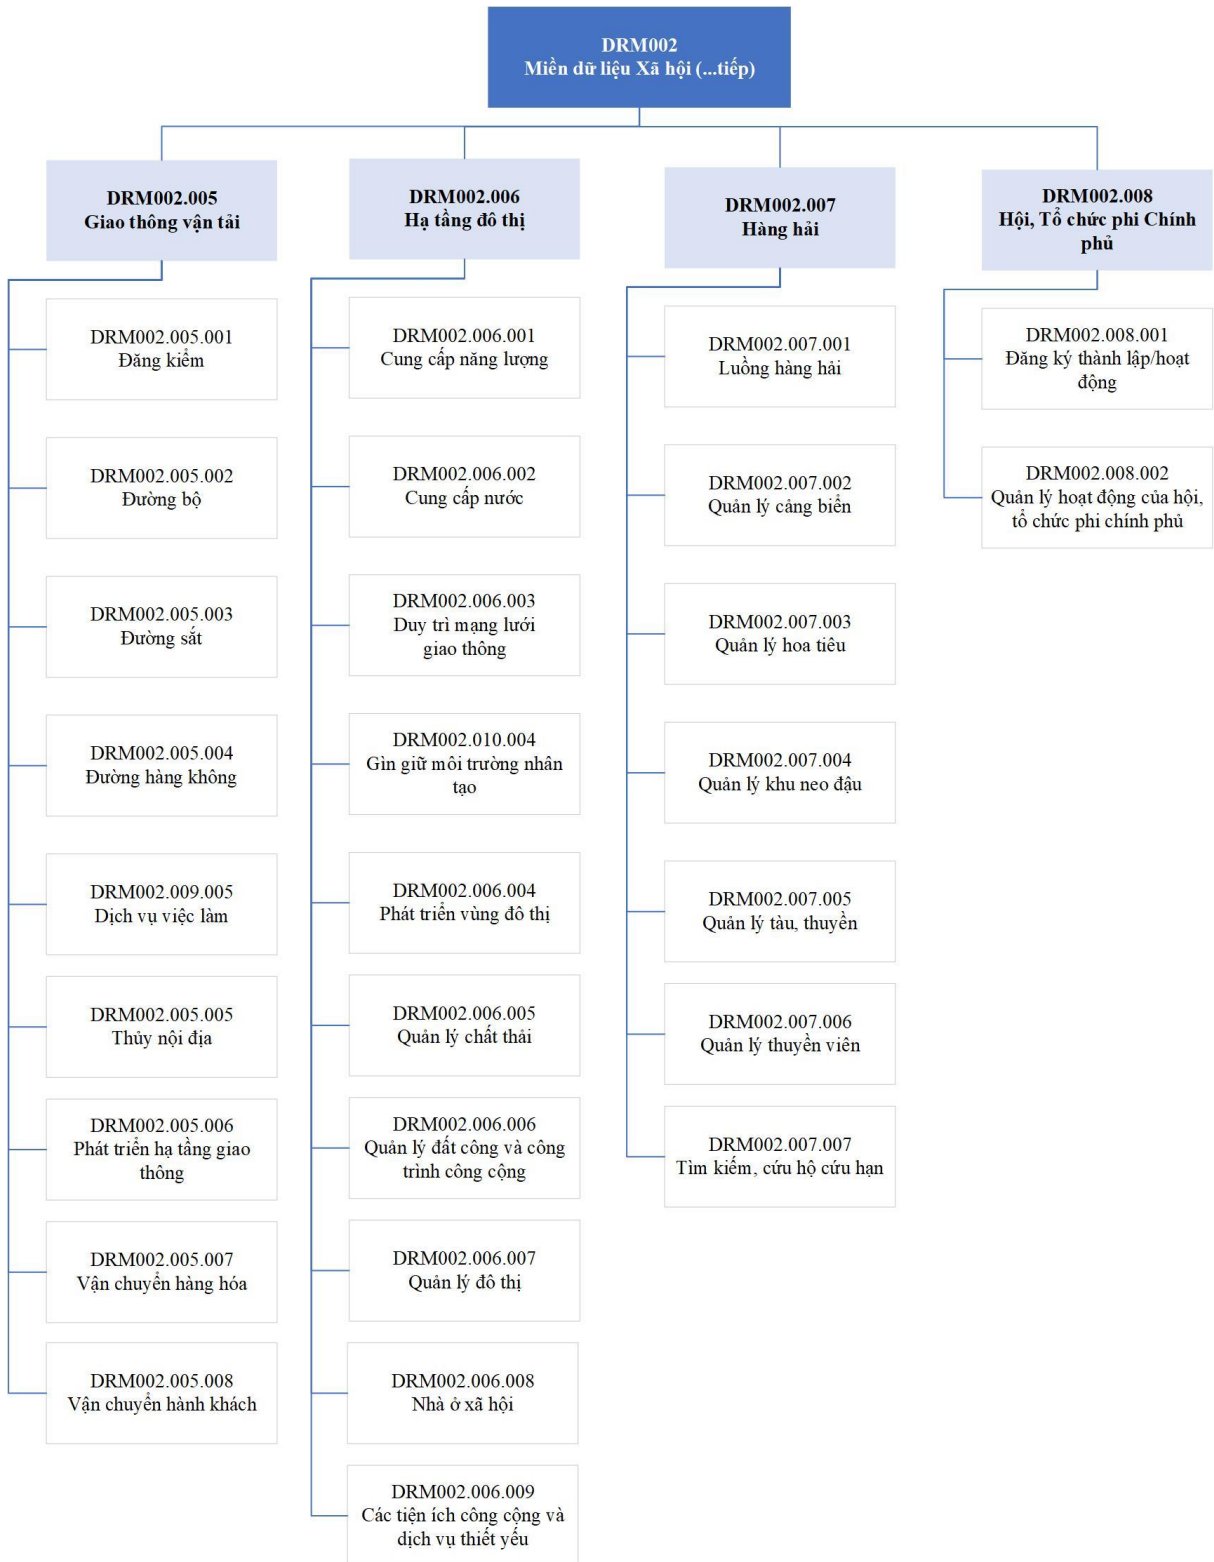 DRM002
Miền dữ liệu Xã hội (...tiếp)
DRM002.005
Giao thông vận tải
DRM002.005.001
Đăng kiểm
DRM002.005.002
Đường bộ
DRM002.005.003
Đường sắt
DRM002.005.004
Đường hàng không
DRM002.009.005
Dịch vụ việc làm
DRM002.005.005
Thủy nội địa
DRM002.005.006
Phát triển hạ tầng giao
thông
DRM002.005.007
Vận chuyển hàng hóa
DRM002.005.008
Vận chuyển hành khách
DRM002.006
Hạ tầng đô thị
DRM002.006.001
Cung cấp năng lượng
DRM002.006.002
Cung cấp nước
DRM002.006.003
Duy trì mạng lưới
giao thông
DRM002.010.004
Gìn giữ môi trường nhân
tạo
DRM002.006.004
Phát triển vùng đô thị
DRM002.006.005
Quản lý chất thải
DRM002.006.006
Quản lý đất công và công
trình công cộng
DRM002.006.007
Quản lý đô thị
DRM002.006.008
Nhà ở xã hội
DRM002.006.009
Các tiện ích công cộng và
dịch vụ thiết yếu
DRM002.007
Hàng hải
DRM002.007.001
Luồng hàng hải
DRM002.007.002
Quản lý cảng biển
DRM002.007.003
Quản lý hoa tiêu
DRM002.007.004
Quản lý khu neo đậu
DRM002.007.005
Quản lý tàu, thuyền
DRM002.007.006
Quản lý thuyền viên
DRM002.007.007
Tìm kiếm, cứu hộ cứu hạn
DRM002.008
Hội, Tổ chức phi Chính
phủ
DRM002.008.001
Đăng ký thành lập/hoạt
động
DRM002.008.002
Quản lý hoạt động của hội,
tổ chức phi chính phủ